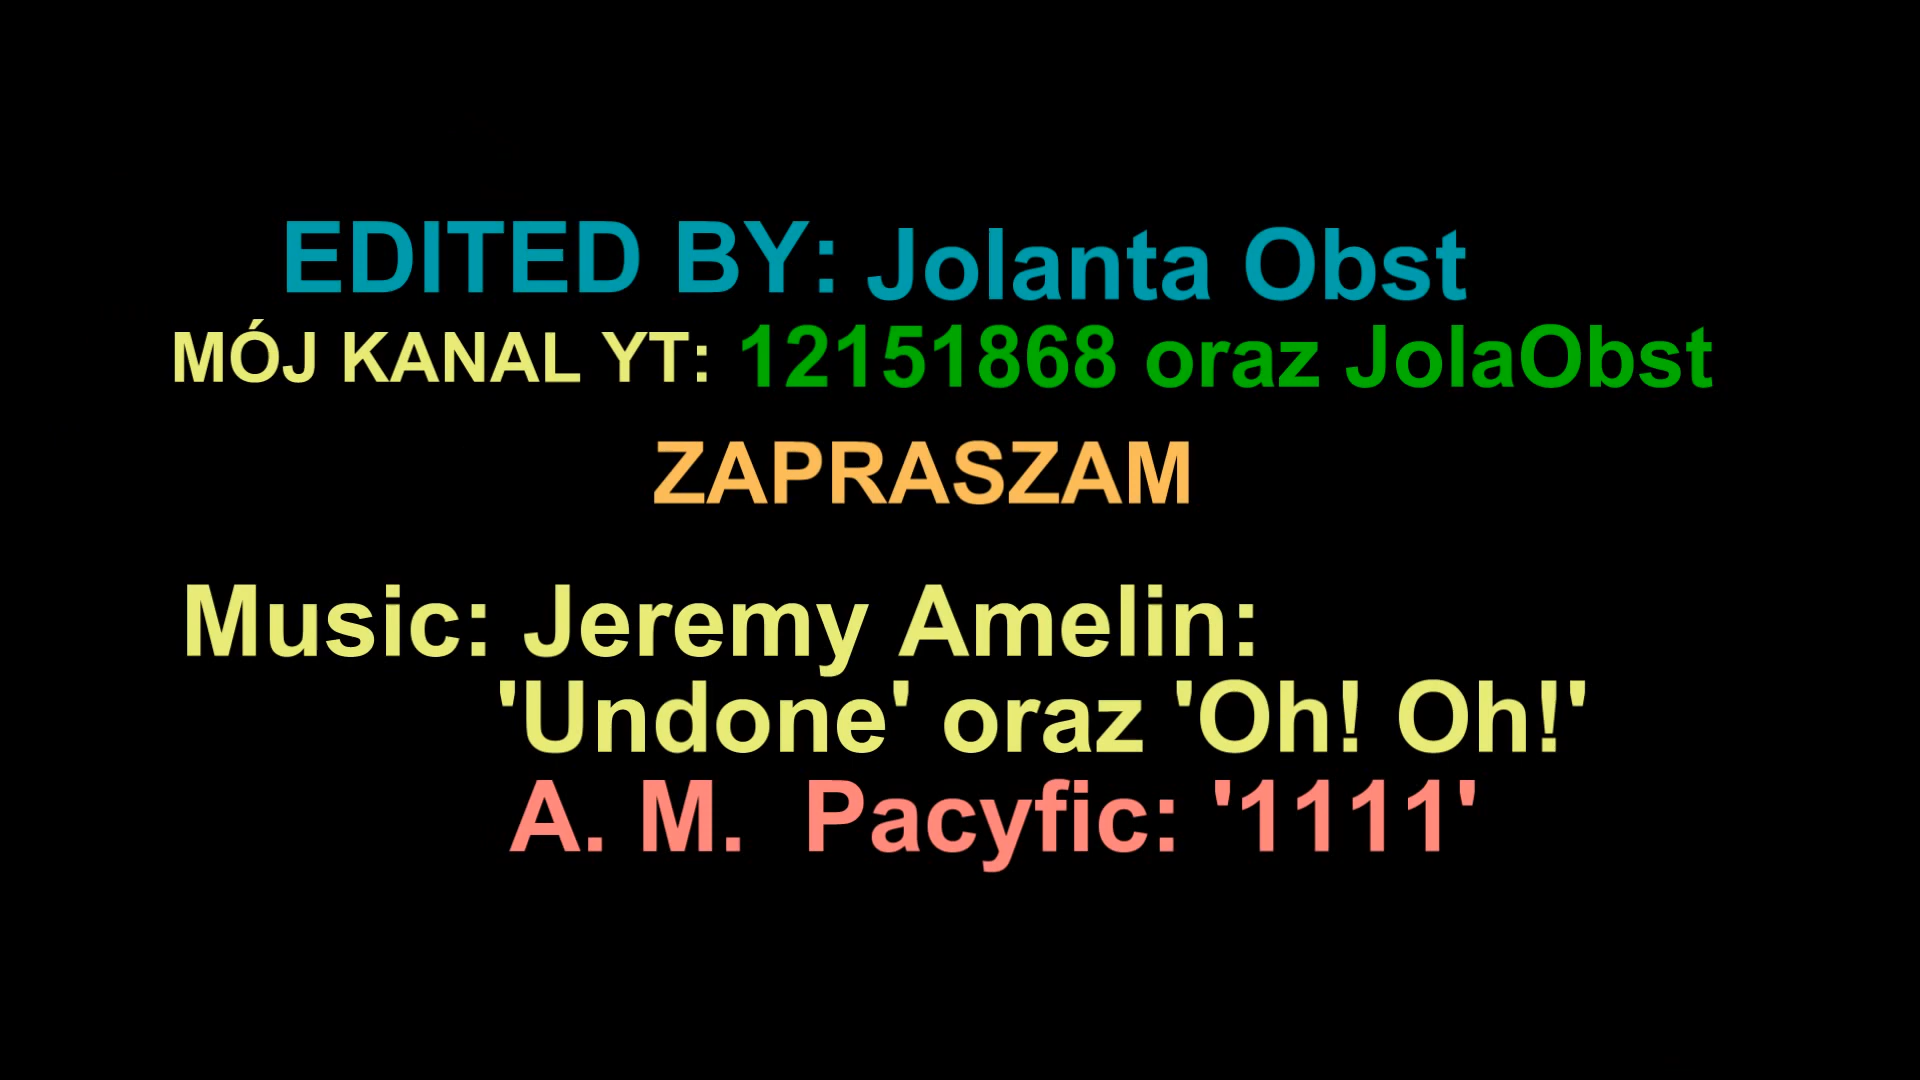 EDITED BY: Jolanta Obst
MÓJ KANAL YT: 12151868 oraz JolaObst
ZAPRASZAM
Music: Jeremy Amelin:
'Undone' oraz 'Oh! Oh!'
A. M.  Pacyfic: '1111'